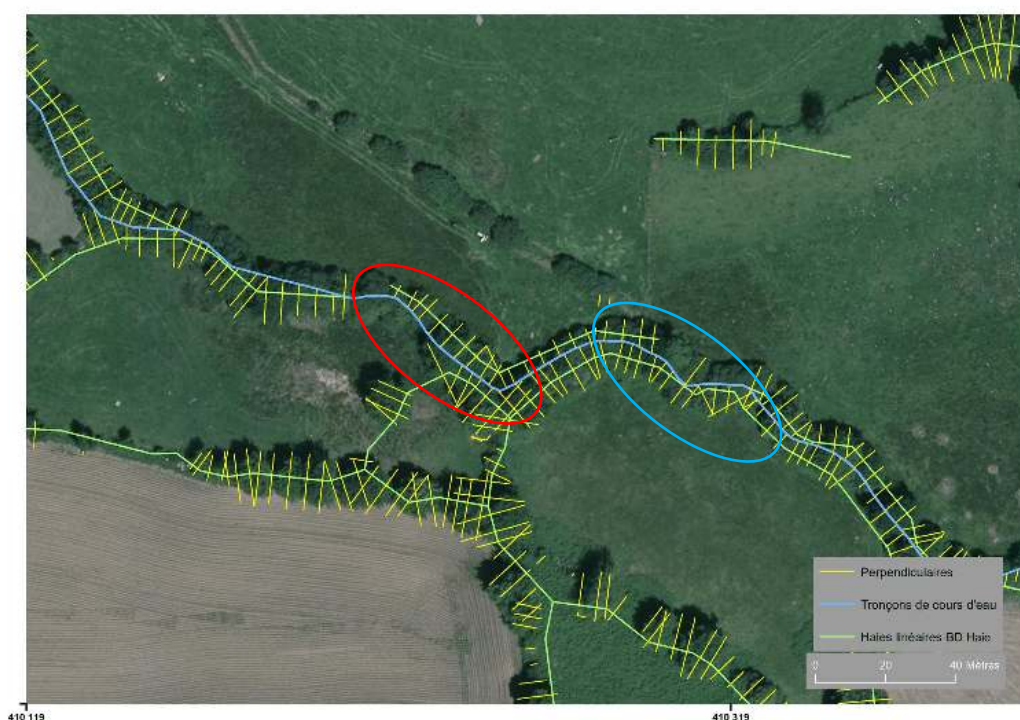 Perpendiculaires
Tronçons de cours d'eau
Haies linéaires BD Haie
0 20 40 Mètres
410 119 410 319